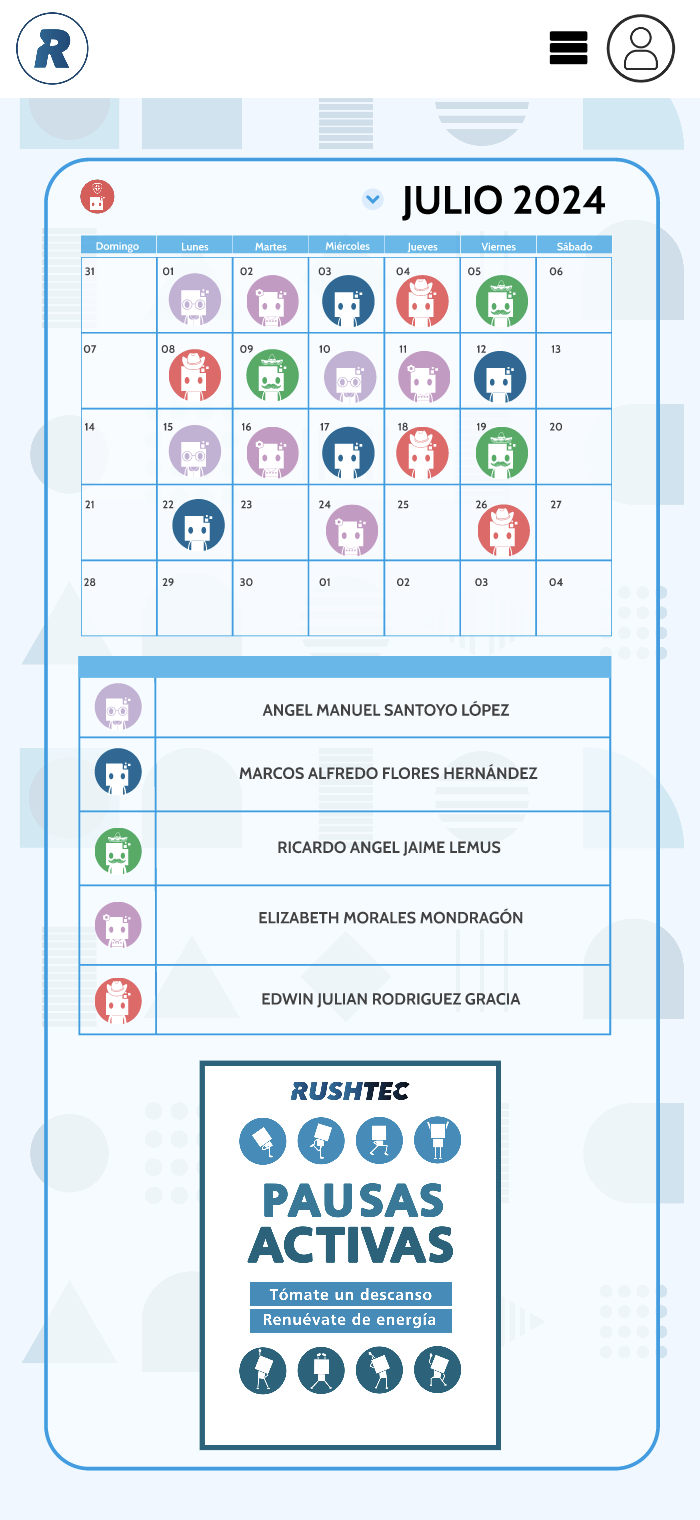 R
JULIO 2024
Domingo Lunes Martes Miércoles Jueves Viernes Sábado
31 01 02 03 04 05 06
07 08 09 10 11 12 13
14 15 16 17 18 19 20
21 22 23 24 25 26 27
28 29 30 01 02 03 04
ANGEL MANUEL SANTOYO LÓPEZ
MARCOS ALFREDO FLORES HERNÁNDEZ
RICARDO ANGEL JAIME LEMUS
ELIZABETH MORALES MONDRAGÓN
EDWIN JULIAN RODRIGUEZ GRACIA
RUSHTEC
PAUSAS
ACTIVAS
Tómate un descanso
Renuévate de energía